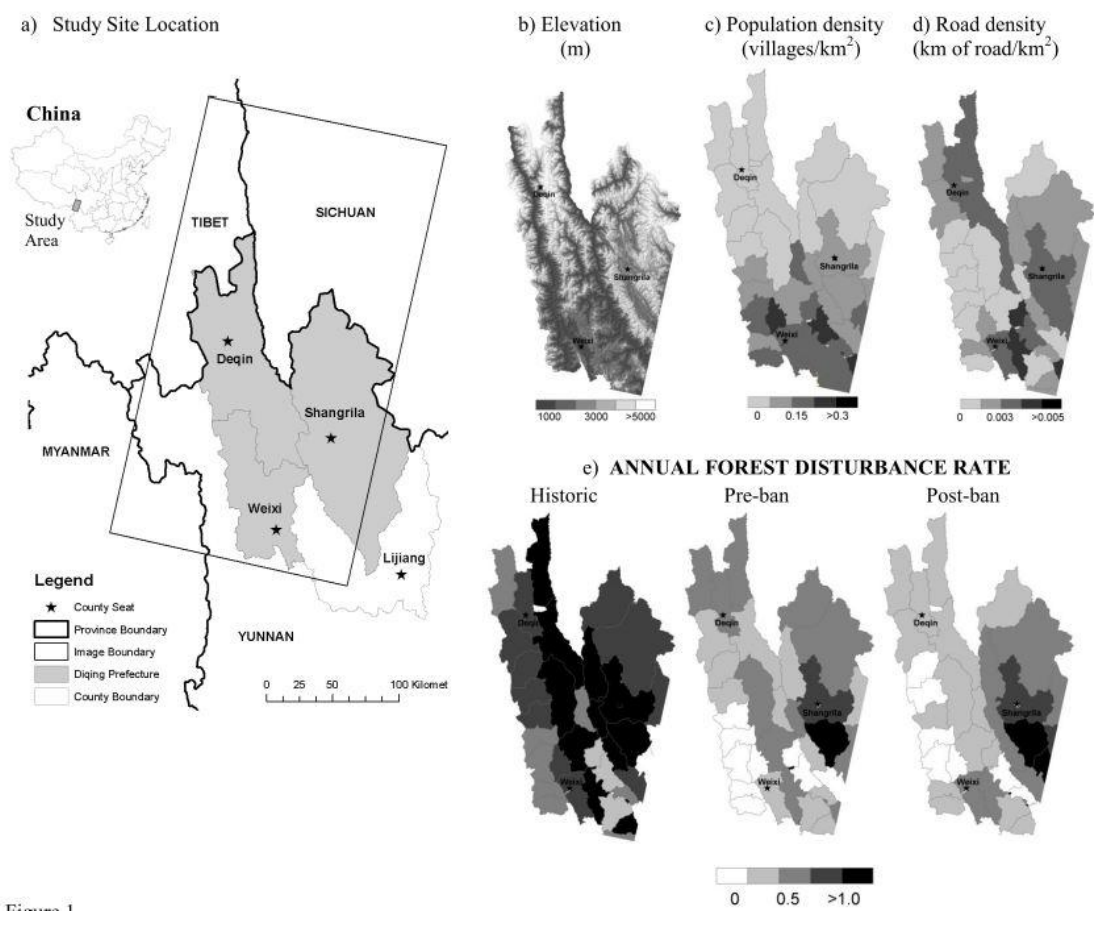 a) Study Site Location
China
Study
Area
TIBET
SICHUAN
Deqin
Shangrila
MYANMAR
Weixi
Lijiang
YUNNAN
Legend
County Seat
Province Boundary
Image Boundary
Diqing Prefecture
County Boundary
0 25 50 100 Kilomet
b) Elevation
(m)
Deqin
Shangrila
Weixi
1000 3000 >5000
c) Population density
(villages/km²)
Deqin
Shangrila
Weixi
0 0.15 >0.3
d) Road density
(km of road/km²)
Deqin
Shangrila
Weixi
0 0.003 >0.005
e) ANNUAL FOREST DISTURBANCE RATE
Historic
Deqin
Weixi
Pre-ban
Deqin
Shangrila
Weixi
Post-ban
Deqin
Shangrila
Weixi
0 0.5 >1.0